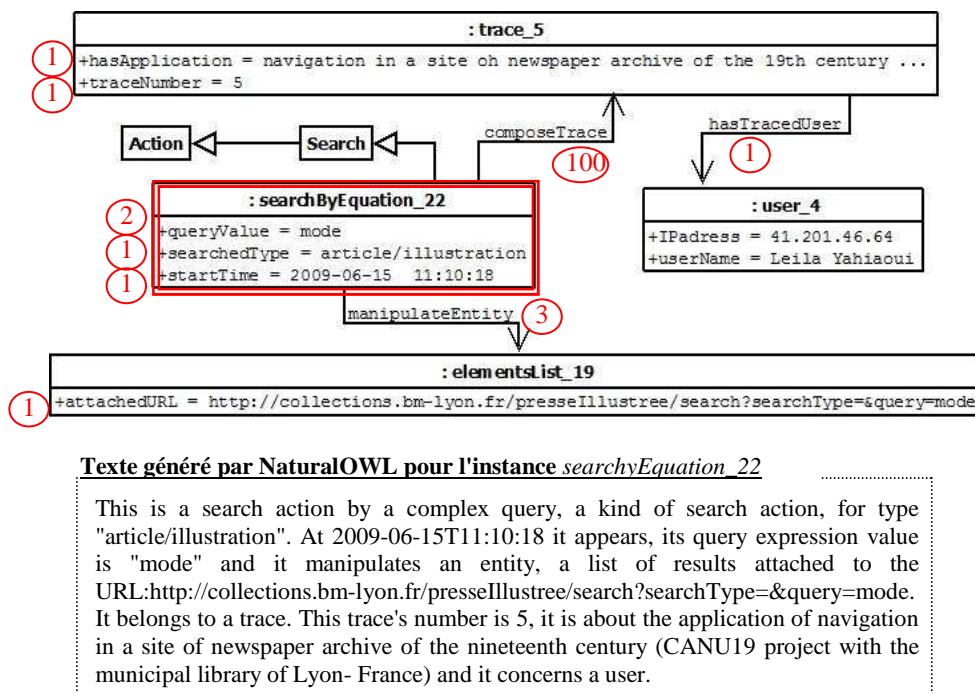 : trace_5
1 +hasApplication = navigation in a site oh newspaper archive of the 19th century ...
1 +traceNumber = 5
Action Search composeTrace hasTracedUser
100 1
: searchByEquation_22
2 +queryValue = mode
1 +searchedType = article/illustration
1 +startTime = 2009-06-15 11:10:18
: user_4
+IPadress = 41.201.46.64
+userName = Leila Yahiaoui
manipulateEntity 3
: elementsList_19
1 +attachedURL = http://collections.bm-lyon.fr/presseIllustree/search?searchType=&query=mode
Texte généré par NaturalOWL pour l'instance searchyEquation_22
This is a search action by a complex query, a kind of search action, for type
"article/illustration". At 2009-06-15T11:10:18 it appears, its query expression value
is "mode" and it manipulates an entity, a list of results attached to the
URL:http://collections.bm-lyon.fr/presseIllustree/search?searchType=&query=mode.
It belongs to a trace. This trace's number is 5, it is about the application of navigation
in a site of newspaper archive of the nineteenth century (CANU19 project with the
municipal library of Lyon- France) and it concerns a user.